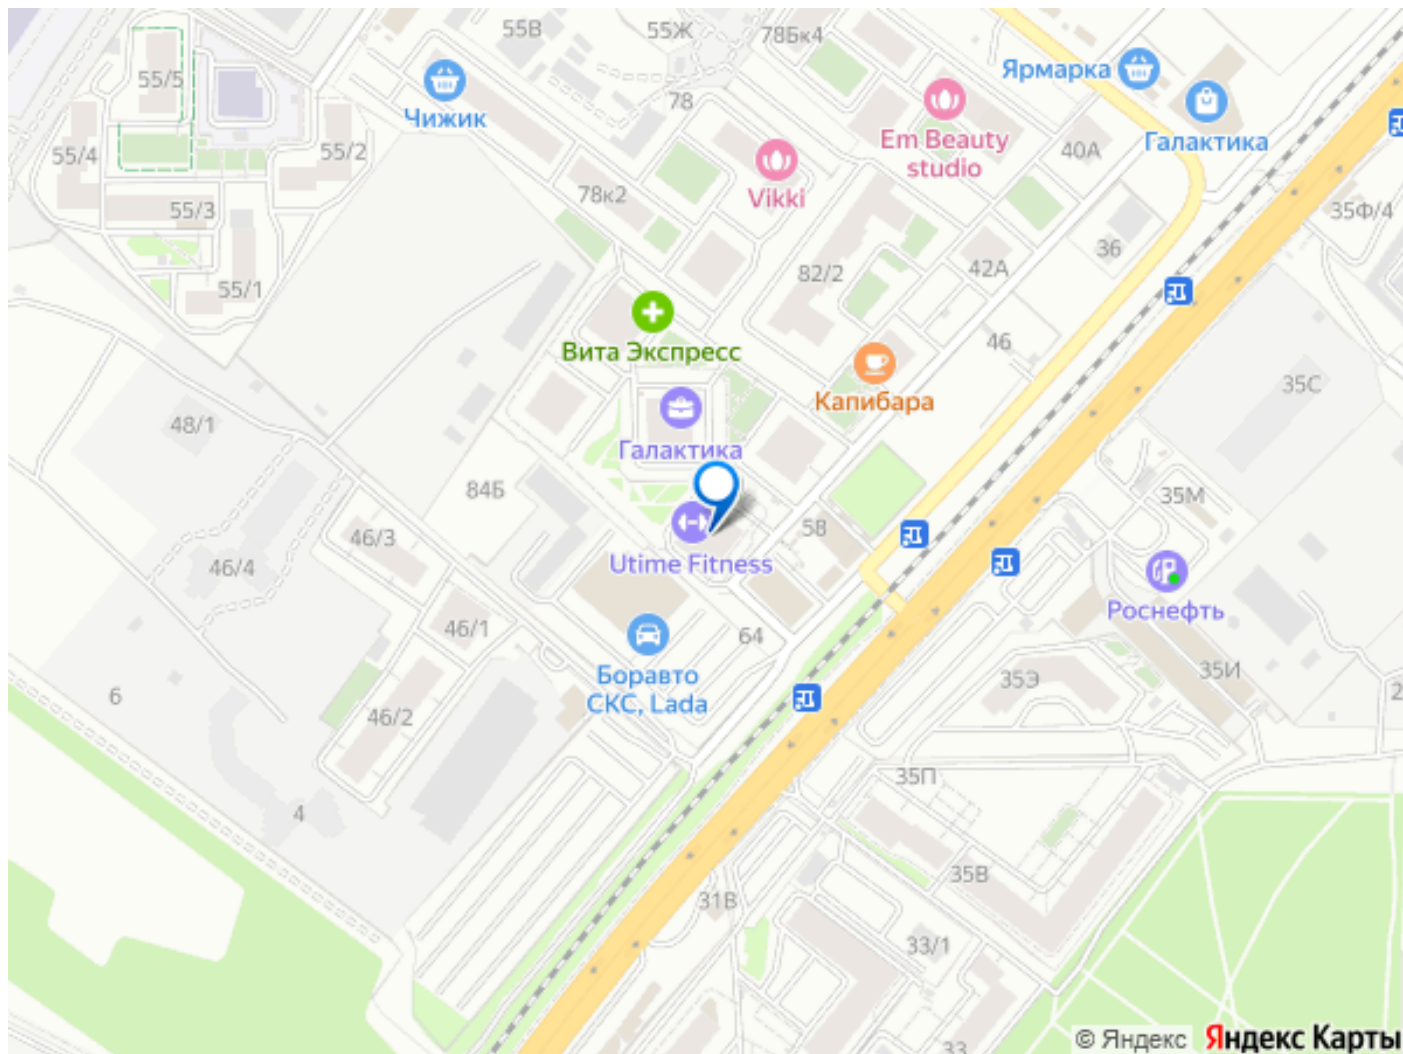 55В
55Ж
78Бк4
55/5
Ярмарка
Чижик
78
Em Beauty
studio
Галактика
40А
55/4
55/2
Vikki
78к2
55/3
35Ф/4
36
82/2
42А
55/1
46
Вита Экспресс
Капибара
35С
48/1
Галактика
84Б
35М
58
46/3
Utime Fitness
46/4
Роснефть
46/1
64
Боравто
СКС, Lada
35Э
35И
6
2
46/2
35П
4
35В
31В
33/1
33
© Яндекс
Яндекс Карты